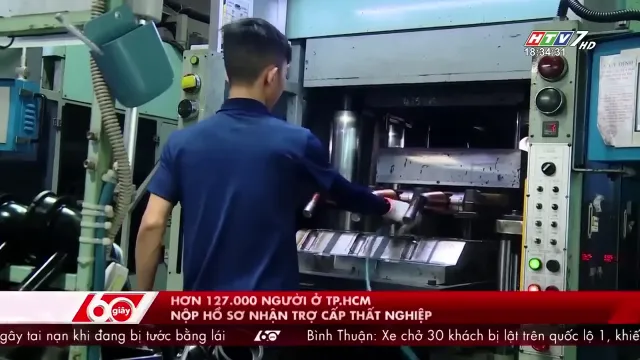 HTV7HD
18:34:31
HƠN 127.000 NGƯỜI Ở TP.HCM
NỘP HỒ SƠ NHẬN TRỢ CẤP THẤT NGHIỆP
60 giây
gây tai nạn khi đang bị tước bằng lái Bình Thuận: Xe chở 30 khách bị lật trên quốc lộ 1, khiế